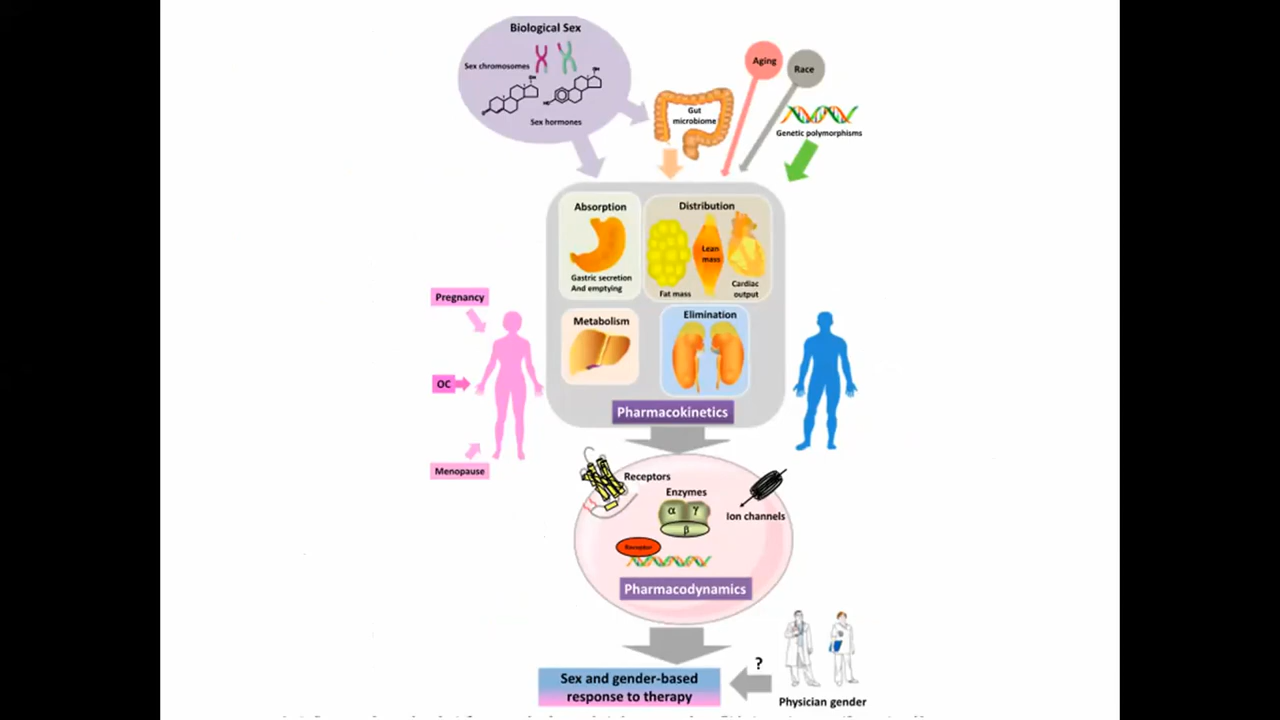 Biological Sex
Sex chromosomes
Sex hormones
Gut
microbiome
Aging
Race
Genetic polymorphisms
Absorption
Gastric secretion
And emptying
Distribution
Fat mass
Lean
mass
Cardiac
output
Metabolism
Elimination
Pharmacokinetics
Pregnancy
OC
Menopause
Receptors
Enzymes
α γ
β
Ion channels
Receptor
Pharmacodynamics
Sex and gender-based
response to therapy
?
Physician gender